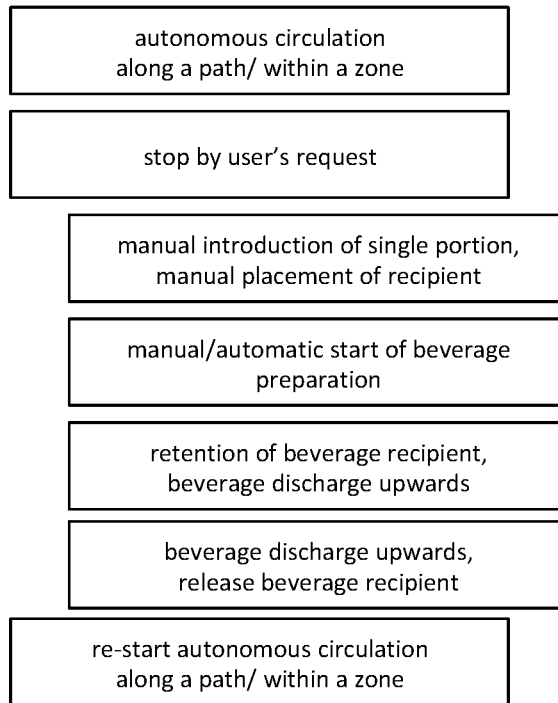 autonomous circulation
along a path/ within a zone
stop by user's request
manual introduction of single portion,
manual placement of recipient
manual/automatic start of beverage
preparation
retention of beverage recipient,
beverage discharge upwards
beverage discharge upwards,
release beverage recipient
re-start autonomous circulation
along a path/ within a zone